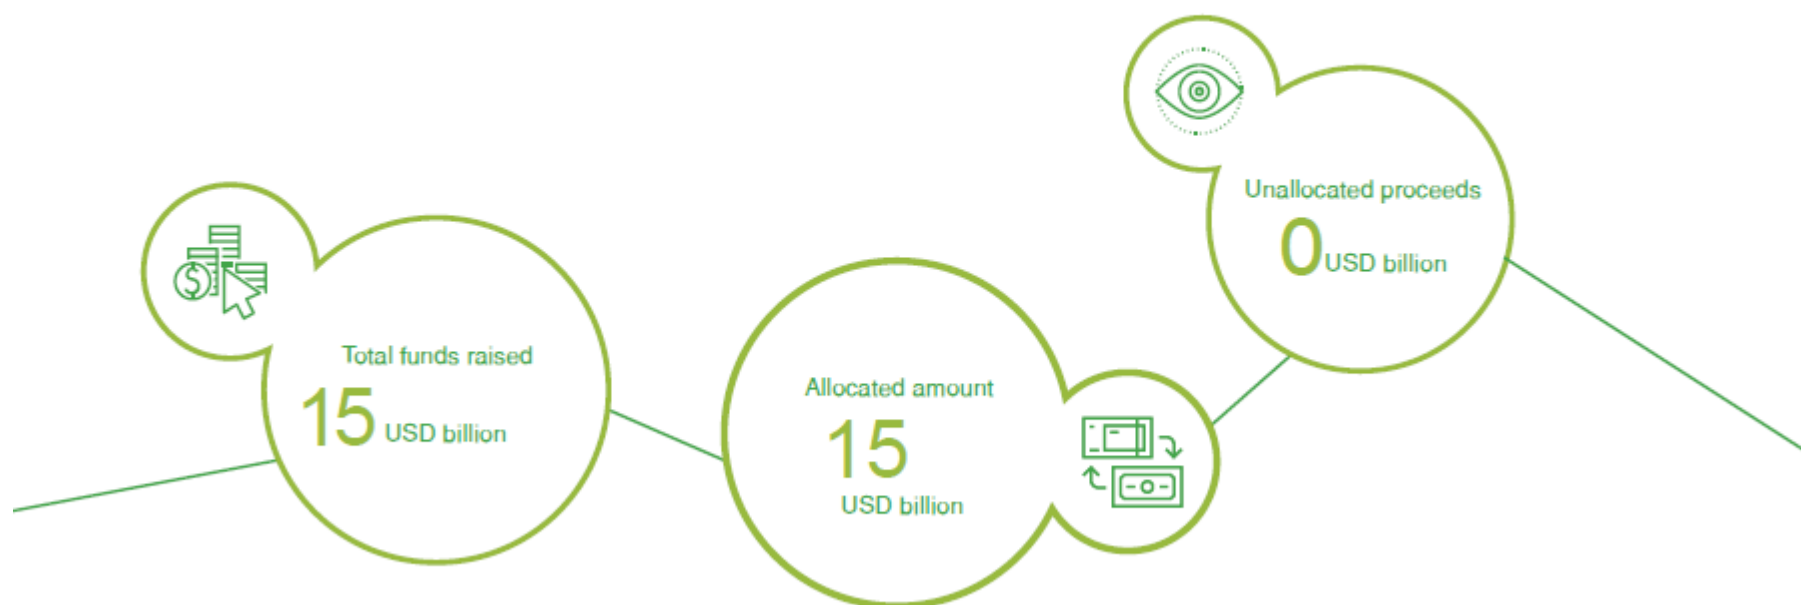 Total funds raised
15 USD billion
Allocated amount
15
USD billion
Unallocated proceeds
0 USD billion